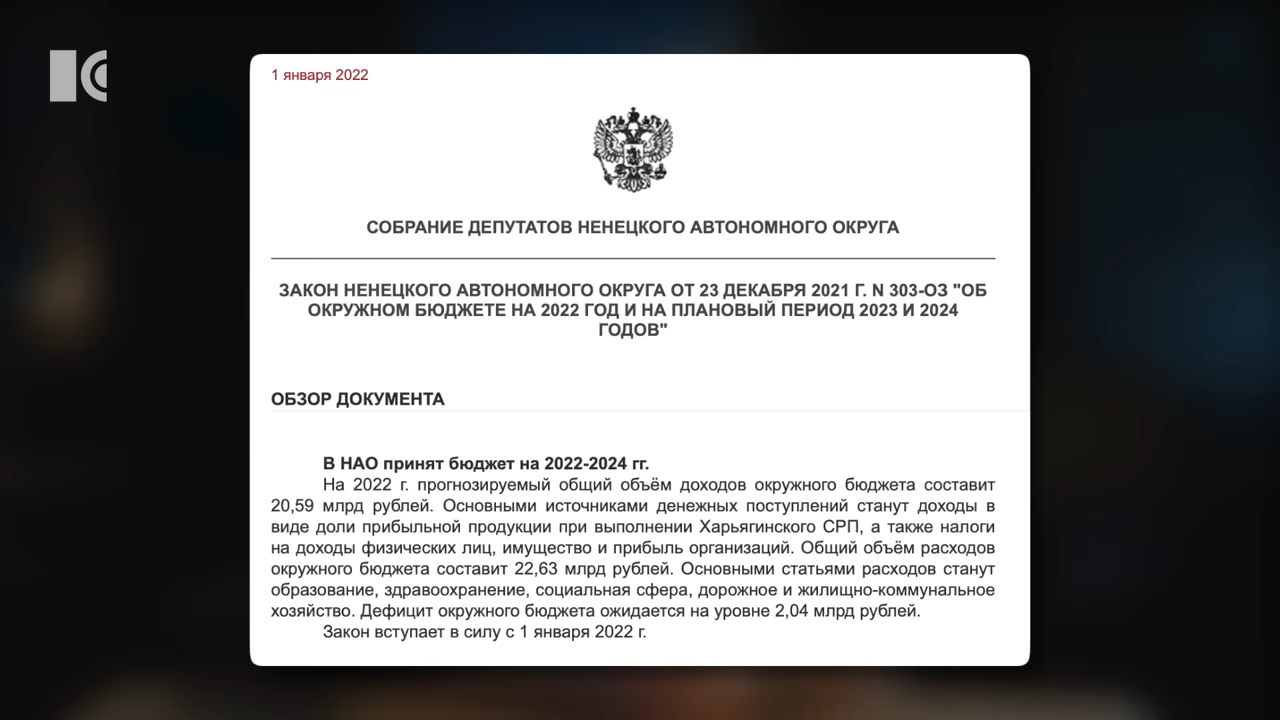 1 января 2022
СОБРАНИЕ ДЕПУТАТОВ НЕНЕЦКОГО АВТОНОМНОГО ОКРУГА
ЗАКОН НЕНЕЦКОГО АВТОНОМНОГО ОКРУГА ОТ 23 ДЕКАБРЯ 2021 Г. N 303-ОЗ "ОБ
ОКРУЖНОМ БЮДЖЕТЕ НА 2022 ГОД И НА ПЛАНОВЫЙ ПЕРИОД 2023 И 2024
ГОДОВ"
ОБЗОР ДОКУМЕНТА
В НАО принят бюджет на 2022-2024 гг.
На 2022 г. прогнозируемый общий объём доходов окружного бюджета составит
20,59 млрд рублей. Основными источниками денежных поступлений станут доходы в
виде доли прибыльной продукции при выполнении Харьягинского СРП, а также налоги
на доходы физических лиц, имущество и прибыль организаций. Общий объём расходов
окружного бюджета составит 22,63 млрд рублей. Основными статьями расходов станут
образование, здравоохранение, социальная сфера, дорожное и жилищно-коммунальное
хозяйство. Дефицит окружного бюджета ожидается на уровне 2,04 млрд рублей.
Закон вступает в силу с 1 января 2022 г.